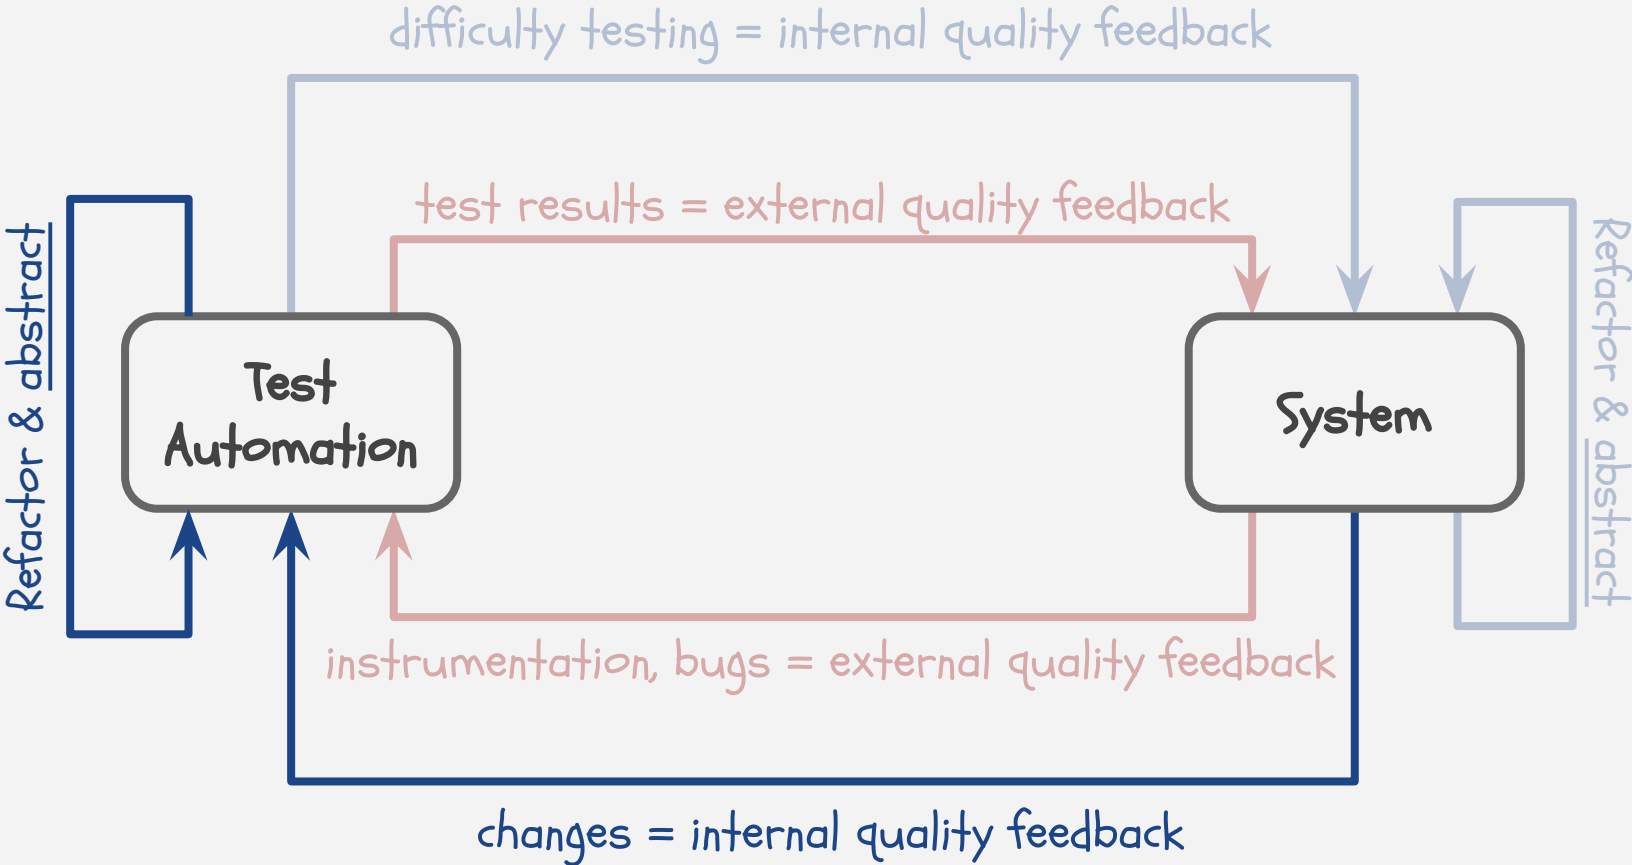 difficulty testing = internal quality feedback
test results = external quality feedback
Refactor & abstract
Test
Automation
System
Refactor & abstract
instrumentation, bugs = external quality feedback
changes = internal quality feedback